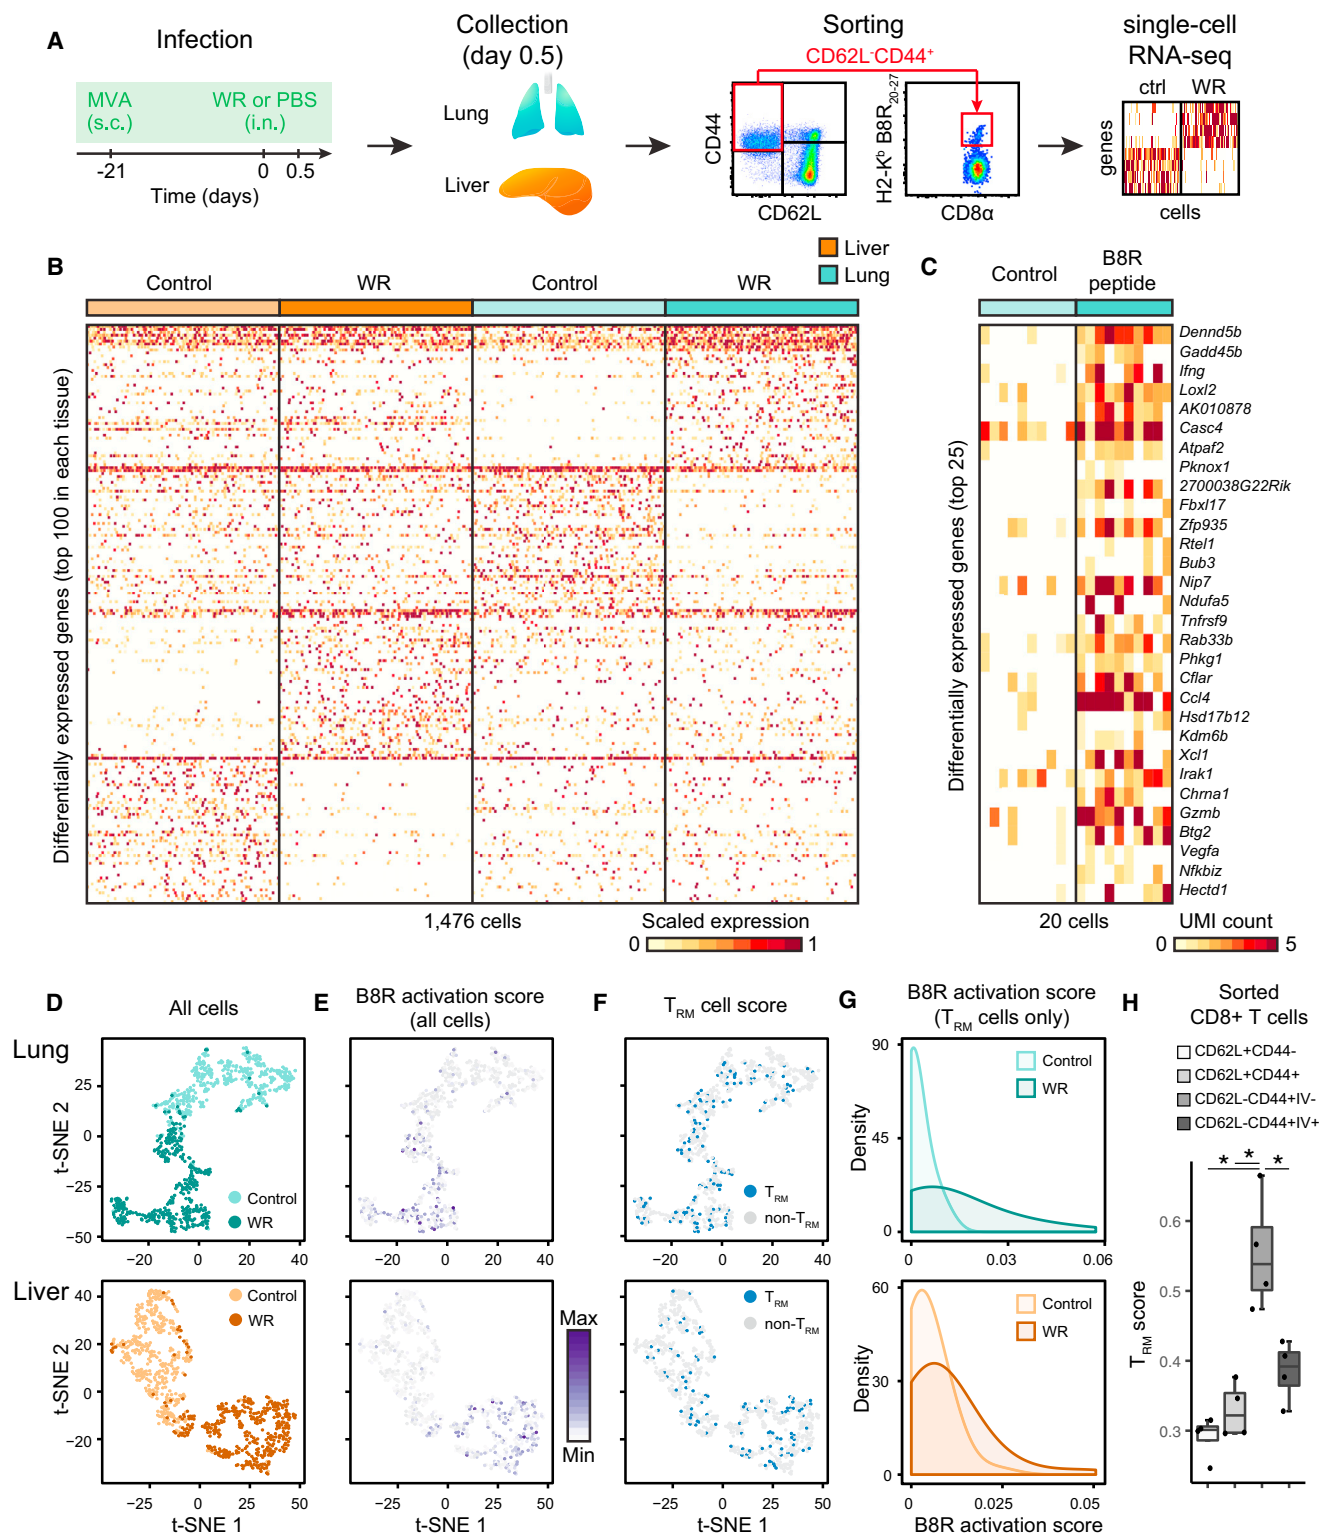 A
Infection
MVA
(s.c.)
WR or PBS
(i.n.)
-21
0
0.5
Time (days)
Collection
(day 0.5)
Lung
Liver
Sorting
CD62L-CD44+
CD44
CD62L
H2-Kb B8R20-27
CD8α
single-cell
RNA-seq
ctrl
WR
genes
cells
B
Liver
Lung
Control
WR
Control
WR
Differentially expressed genes (top 100 in each tissue)
1,476 cells
Scaled expression
0
1
C
Control
B8R
peptide
Differentially expressed genes (top 25)
Dennd5b
Gadd45b
Ifng
Loxl2
AK010878
Casc4
Atpaf2
Pknox1
2700038G22Rik
Fbxl17
Zfp935
Rtel1
Bub3
Nip7
Ndufa5
Tnfrsf9
Rab33b
Phkg1
Cflar
Ccl4
Hsd17b12
Kdm6b
Xcl1
Irak1
Chrna1
Gzmb
Btg2
Vegfa
Nfkbiz
Hectd1
20 cells
UMI count
0
5
D
All cells
Lung
t-SNE 2
25
0
−25
−50
−20
0
20
40
Control
WR
Liver
t-SNE 2
40
20
0
−20
−25
0
25
50
t-SNE 1
Control
WR
E
B8R activation score
(all cells)
−20
0
20
40
−25
0
25
50
t-SNE 1
Max
Min
F
TRM cell score
TRM
non-TRM
−20
0
20
40
TRM
non-TRM
−25
0
25
50
t-SNE 1
G
B8R activation score
(TRM cells only)
Density
90
45
0
Control
WR
0
0.03
0.06
Density
60
30
0
Control
WR
0
0.025
0.05
B8R activation score
H
Sorted
CD8+ T cells
CD62L+CD44-
CD62L+CD44+
CD62L-CD44+IV-
CD62L-CD44+IV+
* * *
TRM score
0.6
0.5
0.4
0.3